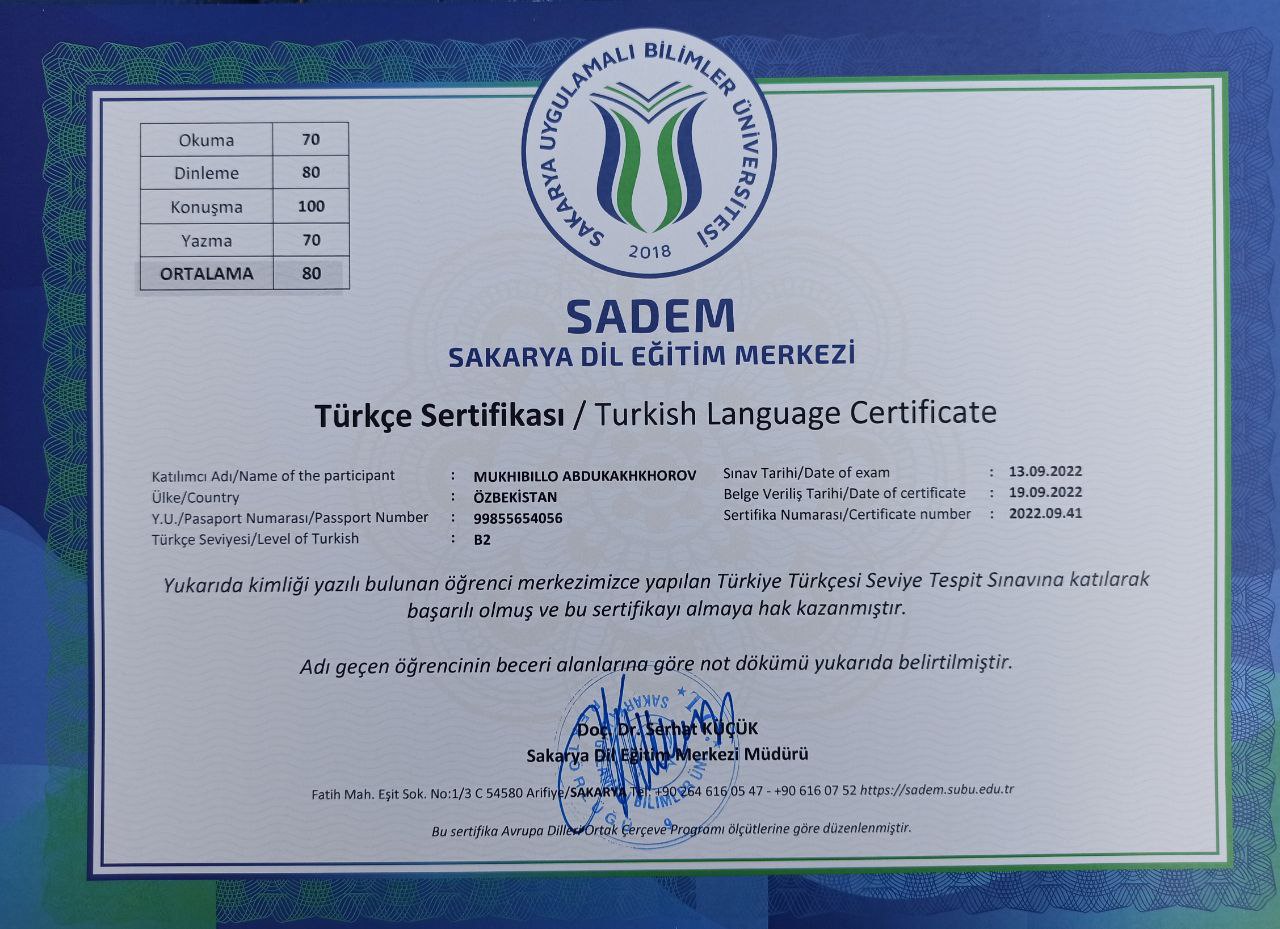 SAKARYA UYGULAMALI BİLİMLER ÜNİVERSİTESİ
2018
Okuma 70
Dinleme 80
Konuşma 100
Yazma 70
ORTALAMA 80
SADEM
SAKARYA DİL EĞİTİM MERKEZİ
Türkçe Sertifikası / Turkish Language Certificate
Katılımcı Adı/Name of the participant : MUKHIBILLO ABDUKAKHKHOROV
Ülke/Country : ÖZBEKİSTAN
Y.U./Pasaport Numarası/Passport Number : 99855654056
Türkçe Seviyesi/Level of Turkish : B2
Sınav Tarihi/Date of exam : 13.09.2022
Belge Veriliş Tarihi/Date of certificate : 19.09.2022
Sertifika Numarası/Certificate number : 2022.09.41
Yukarıda kimliği yazılı bulunan öğrenci merkezimizce yapılan Türkiye Türkçesi Seviye Tespit Sınavına katılarak
başarılı olmuş ve bu sertifikayı almaya hak kazanmıştır.
Adı geçen öğrencinin beceri alanlarına göre not dökümü yukarıda belirtilmiştir.
Doç. Dr. Serhat KÜÇÜK
Sakarya Dil Eğitim Merkezi Müdürü
Fatih Mah. Eşit Sok. No:1/3 C 54580 Arifiye/SAKARYA Tel: +90 264 616 05 47 - +90 616 07 52 https://sadem.subu.edu.tr
Bu sertifika Avrupa Dilleri Ortak Çerçeve Programı ölçütlerine göre düzenlenmiştir.